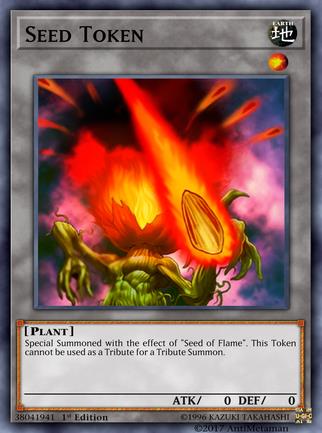 SEED TOKEN
EARTH
地
[PLANT]
Special Summoned with the effect of "Seed of Flame". This Token
cannot be used as a Tribute for a Tribute Summon.
ATK/ 0 DEF/ 0
38041941 1st Edition ©1996 KAZUKI TAKAHASHI
©2017 AntiMetaman